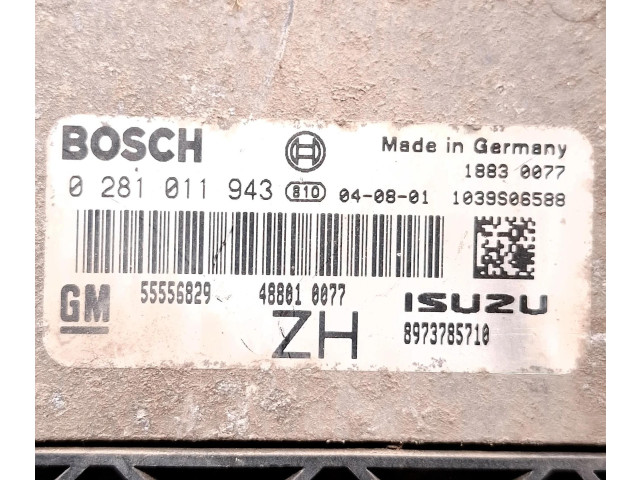 BOSCH Made in Germany
1883 0077
0 281 011 943 810 04-08-01 1039S06588
GM 55556829 48801 0077 ISUZU
ZH 8973785710